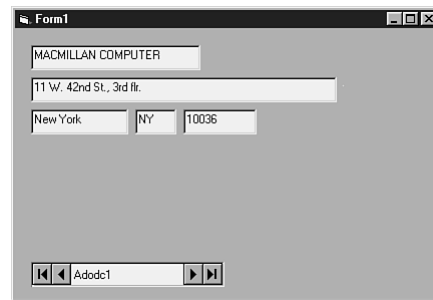 Form1
MACMILLAN COMPUTER
11 W. 42nd St., 3rd flr.
New York NY 10036
Adodc1